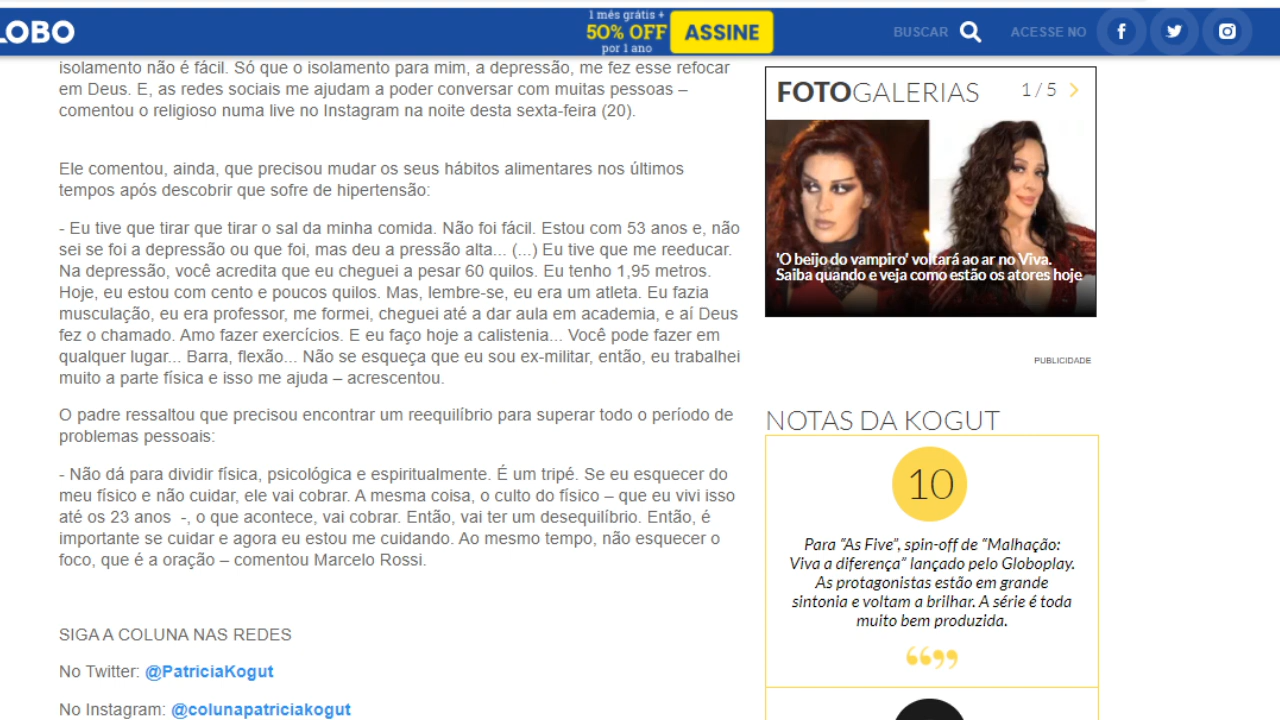 LOBO
1 mês grátis +
50% OFF
por 1 ano
ASSINE
BUSCAR
ACESSE NO
isolamento não é fácil. Só que o isolamento para mim, a depressão, me fez esse refocar
em Deus. E, as redes sociais me ajudam a poder conversar com muitas pessoas –
comentou o religioso numa live no Instagram na noite desta sexta-feira (20).
Ele comentou, ainda, que precisou mudar os seus hábitos alimentares nos últimos
tempos após descobrir que sofre de hipertensão:
- Eu tive que tirar que tirar o sal da minha comida. Não foi fácil. Estou com 53 anos e, não
sei se foi a depressão ou que foi, mas deu a pressão alta... (...) Eu tive que me reeducar.
Na depressão, você acredita que eu cheguei a pesar 60 quilos. Eu tenho 1,95 metros.
Hoje, eu estou com cento e poucos quilos. Mas, lembre-se, eu era um atleta. Eu fazia
musculação, eu era professor, me formei, cheguei até a dar aula em academia, e aí Deus
fez o chamado. Amo fazer exercícios. E eu faço hoje a calistenia... Você pode fazer em
qualquer lugar... Barra, flexão... Não se esqueça que eu sou ex-militar, então, eu trabalhei
muito a parte física e isso me ajuda – acrescentou.
O padre ressaltou que precisou encontrar um reequilíbrio para superar todo o período de
problemas pessoais:
- Não dá para dividir física, psicológica e espiritualmente. É um tripé. Se eu esquecer do
meu físico e não cuidar, ele vai cobrar. A mesma coisa, o culto do físico – que eu vivi isso
até os 23 anos -, o que acontece, vai cobrar. Então, vai ter um desequilíbrio. Então, é
importante se cuidar e agora eu estou me cuidando. Ao mesmo tempo, não esquecer o
foco, que é a oração – comentou Marcelo Rossi.
SIGA A COLUNA NAS REDES
No Twitter: @PatriciaKogut
No Instagram: @colunapatriciakogut
FOTOGALERIAS
1 / 5
'O beijo do vampiro' voltará ao ar no Viva.
Saiba quando e veja como estão os atores hoje
PUBLICIDADE
NOTAS DA KOGUT
10
Para “As Five”, spin-off de “Malhação:
Viva a diferença” lançado pelo Globoplay.
As protagonistas estão em grande
sintonia e voltam a brilhar. A série é toda
muito bem produzida.